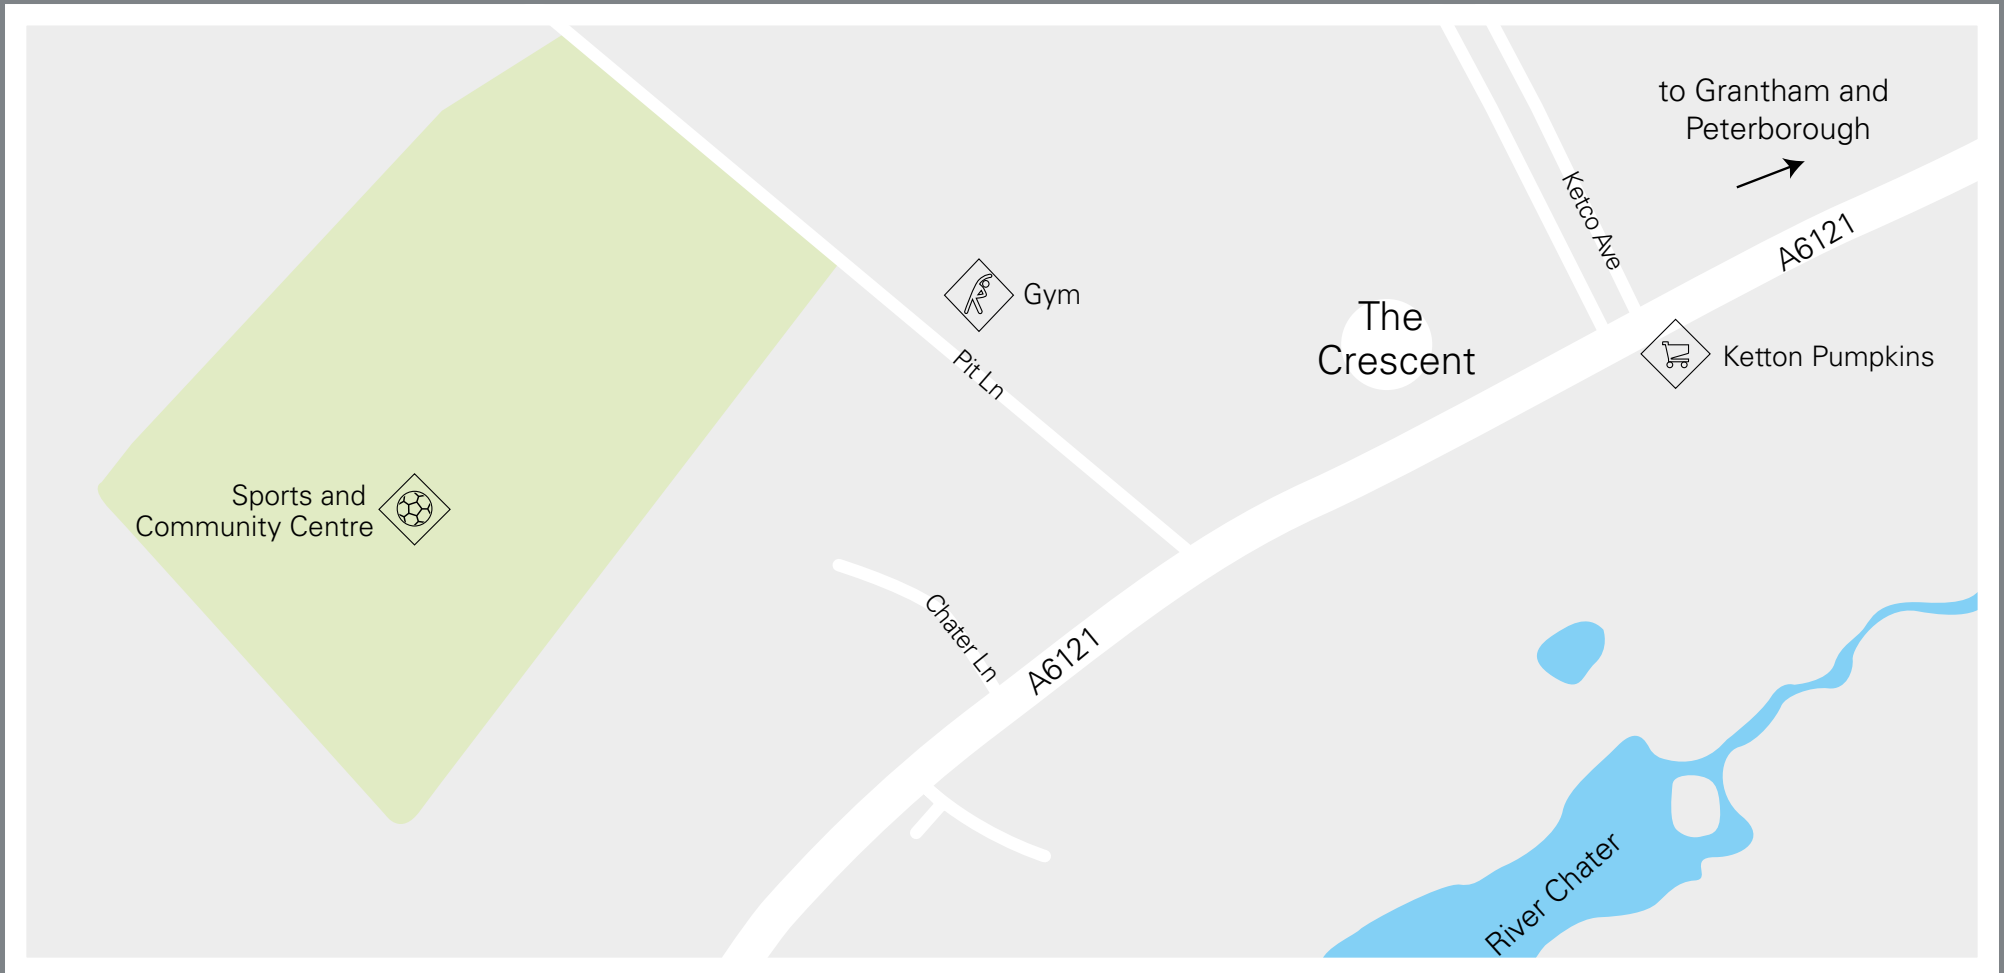 to Grantham and
Peterborough
Ketco Ave
A6121
Gym
The
Crescent
Ketton Pumpkins
Pit Ln
Sports and
Community Centre
Chater Ln
A6121
River Chater